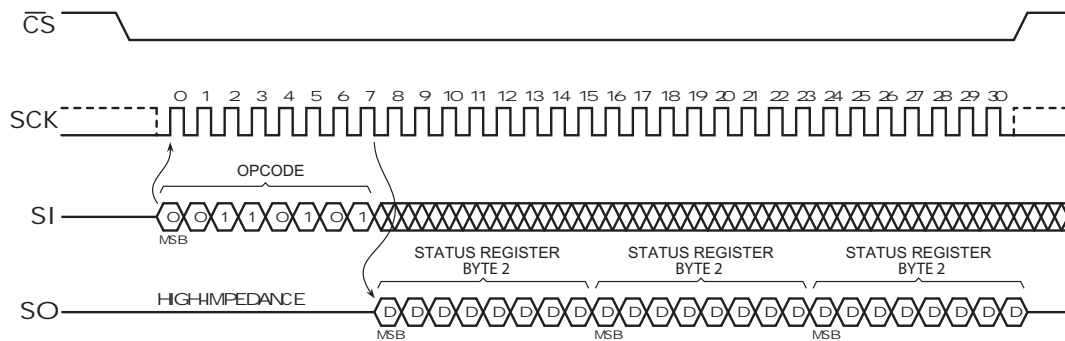 CS
0 1 2 3 4 5 6 7 8 9 10 11 12 13 14 15 16 17 18 19 20 21 22 23 24 25 26 27 28 29 30
SCK
OPCODE
SI 0 0 1 1 0 1 0 1
MSB
STATUS REGISTER
BYTE 2
STATUS REGISTER
BYTE 2
STATUS REGISTER
BYTE 2
HIGH-IMPEDANCE
SO D D D D D D D D D D D D D D D D D D D D D D D D
MSB MSB MSB